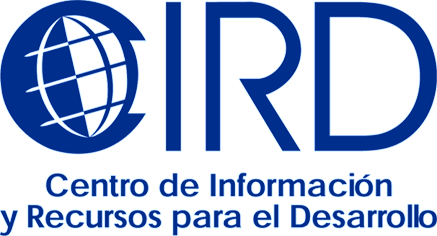 CIRD
Centro de Información
y Recursos para el Desarrollo